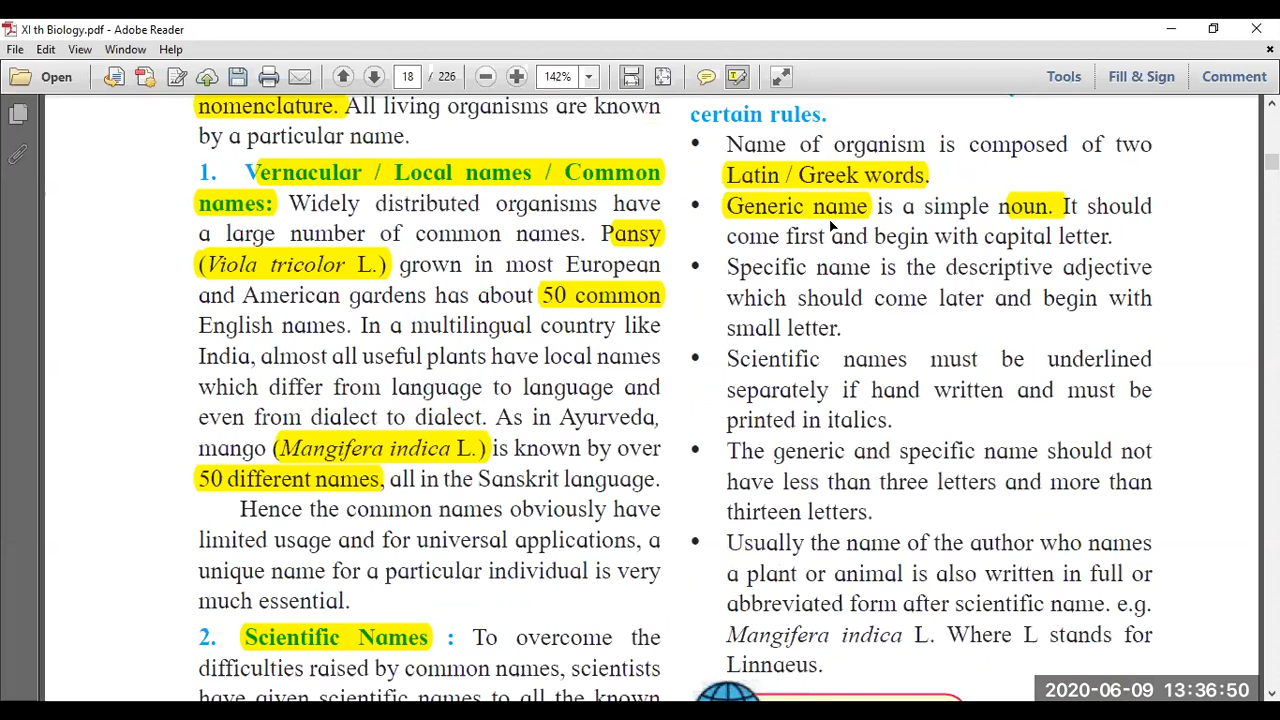 XI th Biology.pdf - Adobe Reader
File Edit View Window Help
Open 18 / 226 142% Tools Fill & Sign Comment
nomenclature. All living organisms are known
by a particular name.
1. Vernacular / Local names / Common
names: Widely distributed organisms have
a large number of common names. Pansy
(Viola tricolor L.) grown in most European
and American gardens has about 50 common
English names. In a multilingual country like
India, almost all useful plants have local names
which differ from language to language and
even from dialect to dialect. As in Ayurveda,
mango (Mangifera indica L.) is known by over
50 different names, all in the Sanskrit language.
Hence the common names obviously have
limited usage and for universal applications, a
unique name for a particular individual is very
much essential.
2. Scientific Names : To overcome the
difficulties raised by common names, scientists
have given scientific names to all the known
certain rules.
• Name of organism is composed of two
Latin / Greek words.
• Generic name is a simple noun. It should
come first and begin with capital letter.
• Specific name is the descriptive adjective
which should come later and begin with
small letter.
• Scientific names must be underlined
separately if hand written and must be
printed in italics.
• The generic and specific name should not
have less than three letters and more than
thirteen letters.
• Usually the name of the author who names
a plant or animal is also written in full or
abbreviated form after scientific name. e.g.
Mangifera indica L. Where L stands for
Linnaeus.
2020-06-09 13:36:50